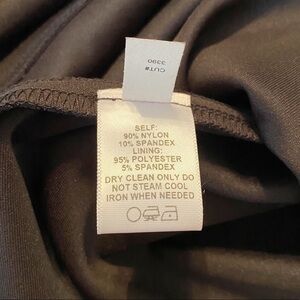 CUT#
3390
SELF:
90% NYLON
10% SPANDEX
LINING:
95% POLYESTER
5% SPANDEX
DRY CLEAN ONLY DO
NOT STEAM COOL
IRON WHEN NEEDED